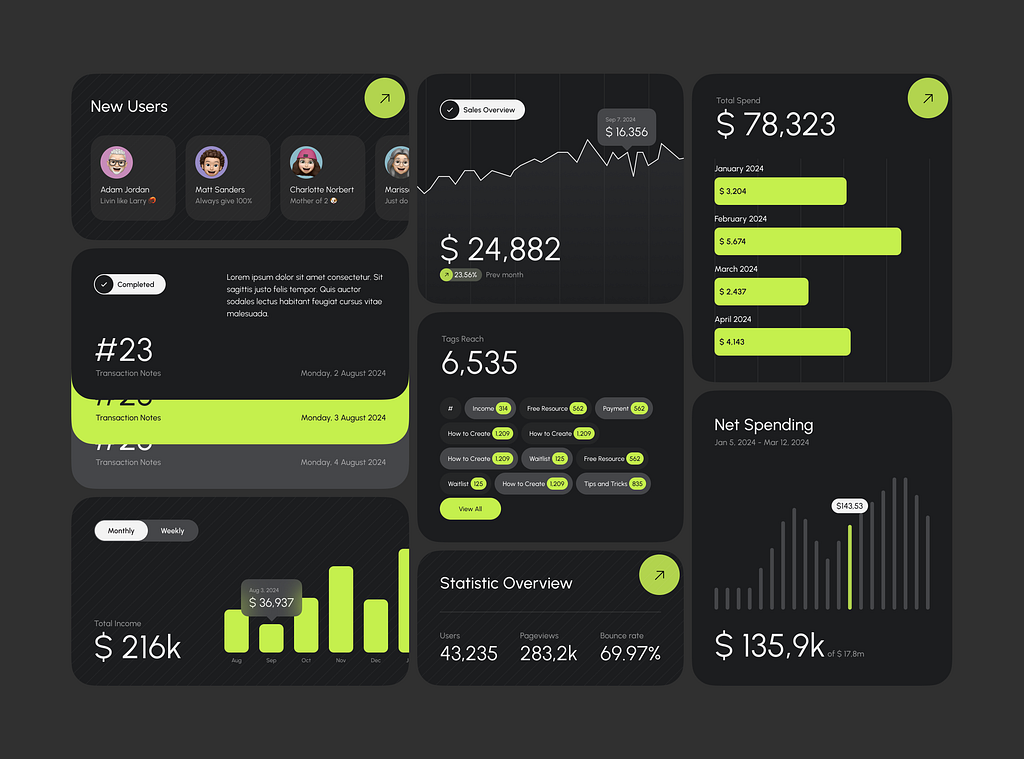 New Users
Adam Jordan
Livin like Larry
Matt Sanders
Always give 100%
Charlotte Norbert
Mother of 2
Just do
Completed
Lorem ipsum dolor sit amet consectetur. Sit
sagittis justo felis tempor. Quis auctor
sodales lectus habitant feugiat cursus vitae
malesuada.
#23
Transaction Notes
Monday, 2 August 2024
Transaction Notes
Monday, 3 August 2024
Transaction Notes
Monday, 4 August 2024
Monthly
Weekly
Aug 3, 2024
$ 36,937
Total Income
$ 216k
Aug
Sep
Oct
Nov
Dec
Sales Overview
Sep 7, 2024
$ 16,356
$ 24,882
23.56%
Prev month
Tags Reach
6,535
# Income 314 Free Resource 562 Payment 562
How to Create 1,209 How to Create 1,209
How to Create 1,209 Waitlist 125 Free Resource 562
Waitlist 125 How to Create 1,209 Tips and Tricks 835
View All
Statistic Overview
Users
43,235
Pageviews
283,2k
Bounce rate
69.97%
Total Spend
$ 78,323
January 2024
$ 3,204
February 2024
$ 5,674
March 2024
$ 2,437
April 2024
$ 4,143
Net Spending
Jan 5, 2024 - Mar 12, 2024
$143,53
$ 135,9k of $ 17,8m